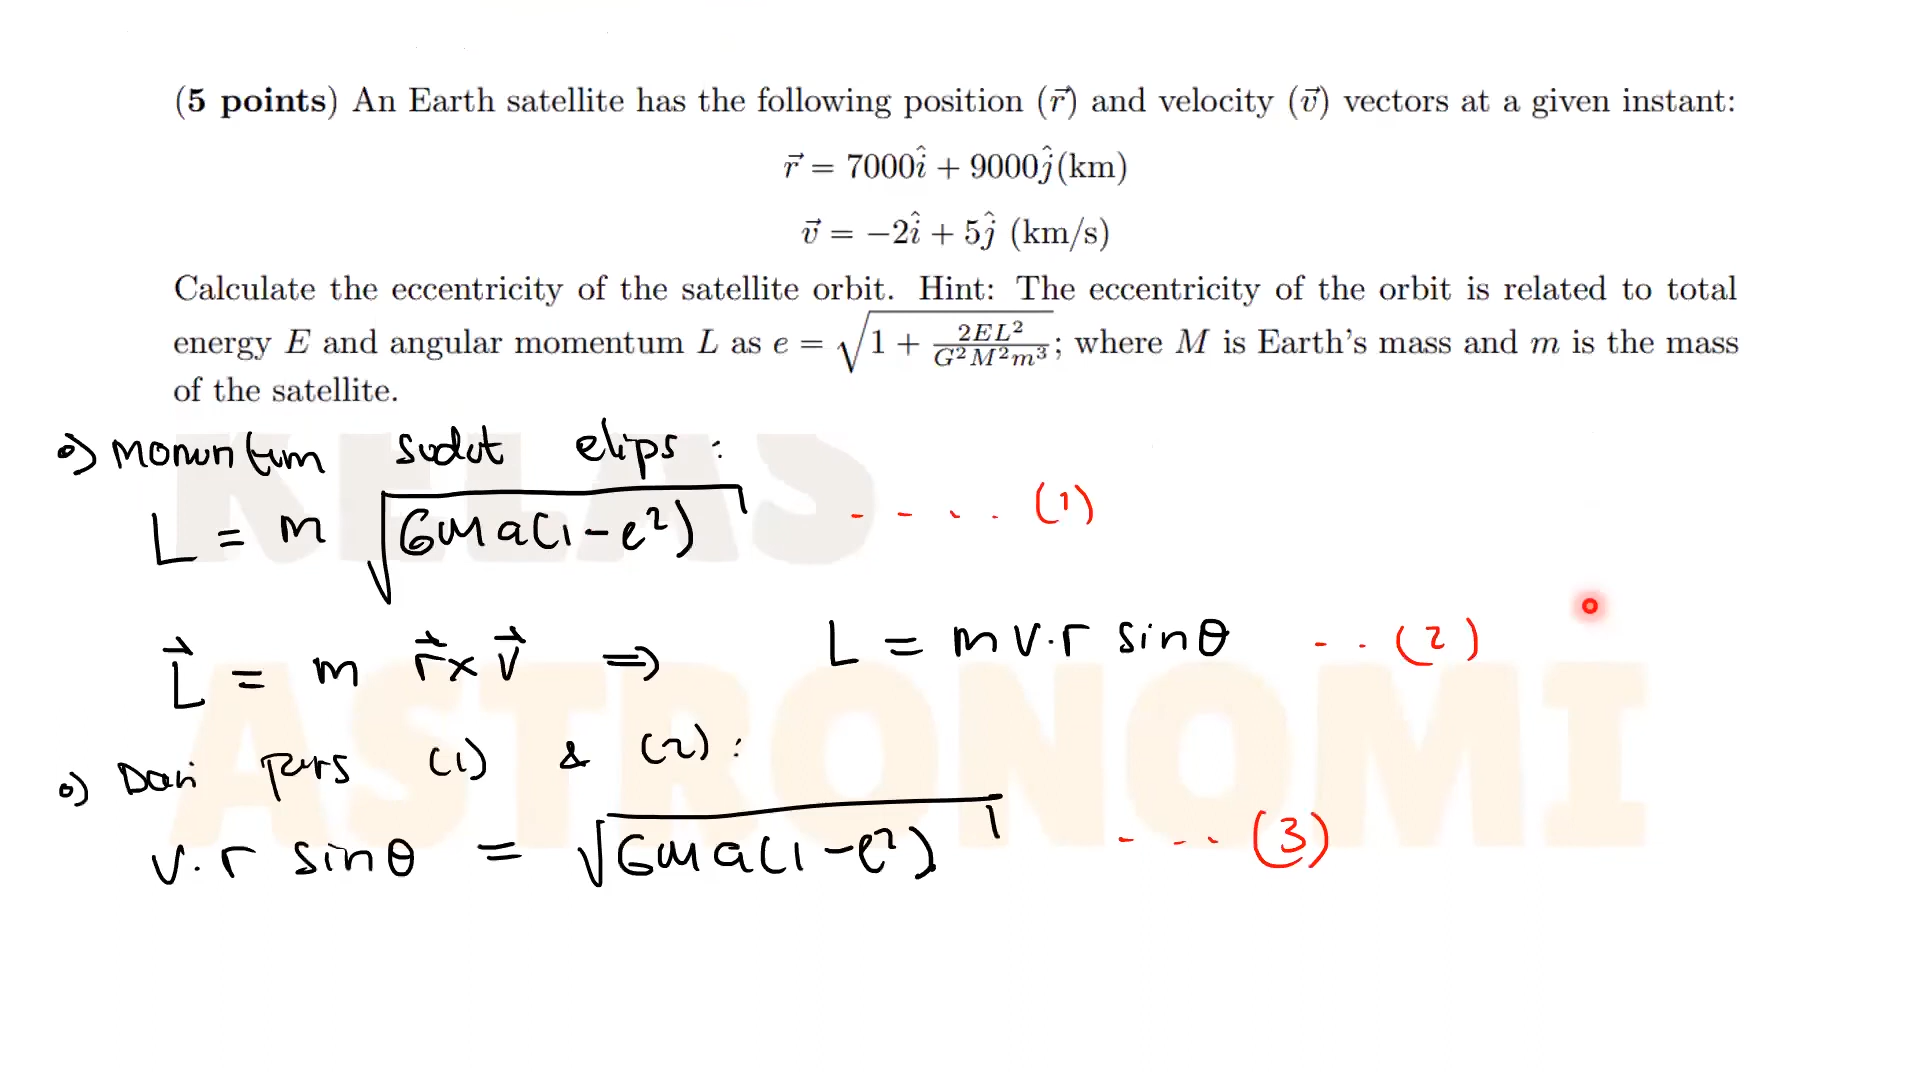 (5 points) An Earth satellite has the following position (r⃗) and velocity (v⃗) vectors at a given instant:
r⃗ = 7000î + 9000ĵ(km)
v⃗ = −2î + 5ĵ (km/s)
Calculate the eccentricity of the satellite orbit. Hint: The eccentricity of the orbit is related to total
energy E and angular momentum L as e = √(1 + 2EL²/G²M²m³); where M is Earth's mass and m is the mass
of the satellite.
KELAS
o) Momentum sudut elips :
L = m √(GMa(1−e²)) - - . . (1)
L⃗ = m r⃗ × v⃗ ⇒ L = m v·r sinθ - . . (2)
ASTRONOMI
o) Dari pers (1) & (2) :
v·r sinθ = √(GMa(1−e²)) - - . . (3)